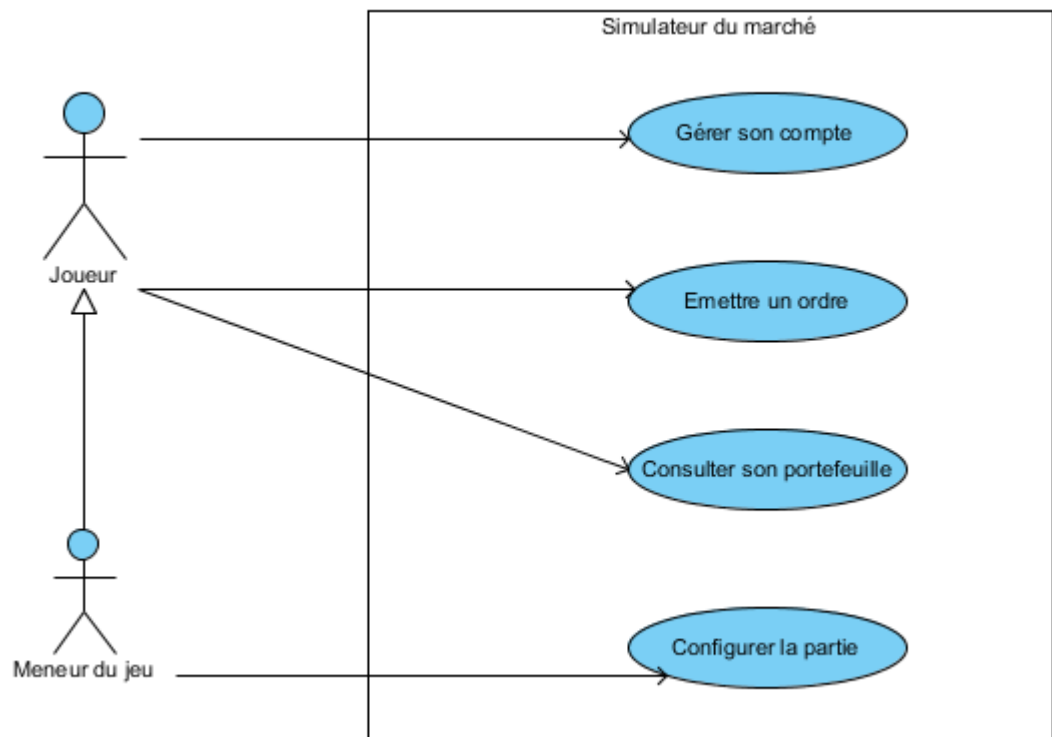 Simulateur du marché
Gérer son compte
Joueur
Emettre un ordre
Consulter son portefeuille
Configurer la partie
Meneur du jeu